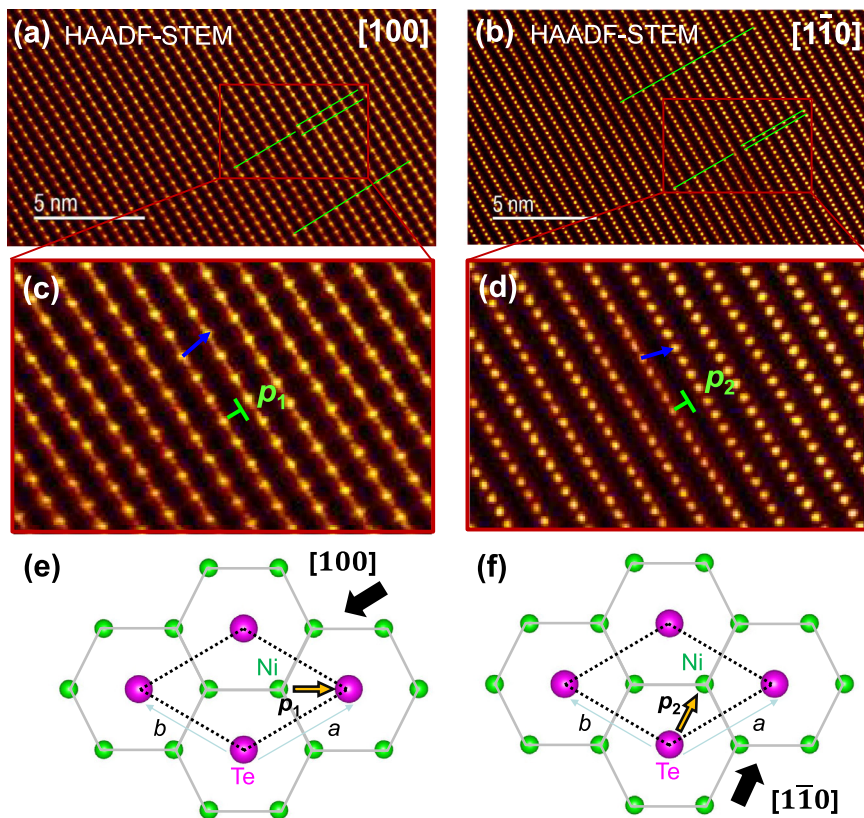 (a) HAADF-STEM [100]
5 nm
(b) HAADF-STEM [11̄0]
5 nm
(c)
p1
(d)
p2
(e)
[100]
Ni
p1
b
a
Te
(f)
Ni
p2
b
a
Te
[11̄0]